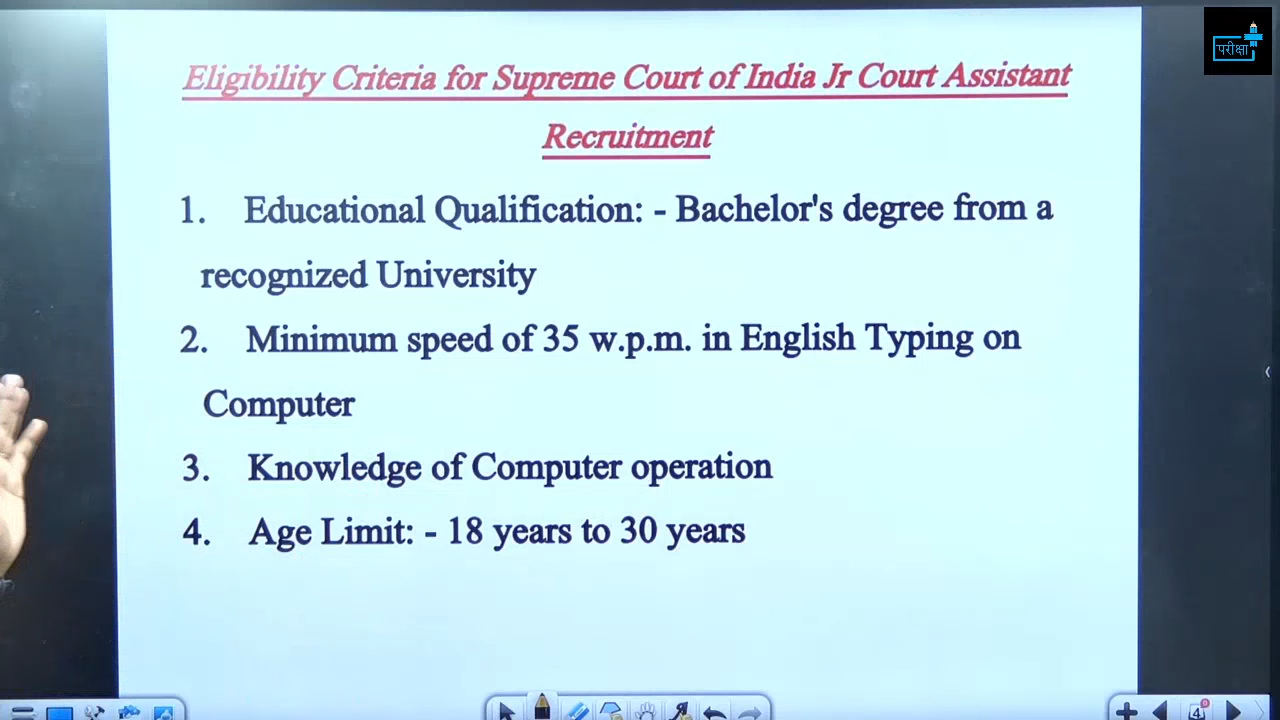 परीक्षा
Eligibility Criteria for Supreme Court of India Jr Court Assistant
Recruitment
1. Educational Qualification: - Bachelor's degree from a
recognized University
2. Minimum speed of 35 w.p.m. in English Typing on
Computer
3. Knowledge of Computer operation
4. Age Limit: - 18 years to 30 years
4